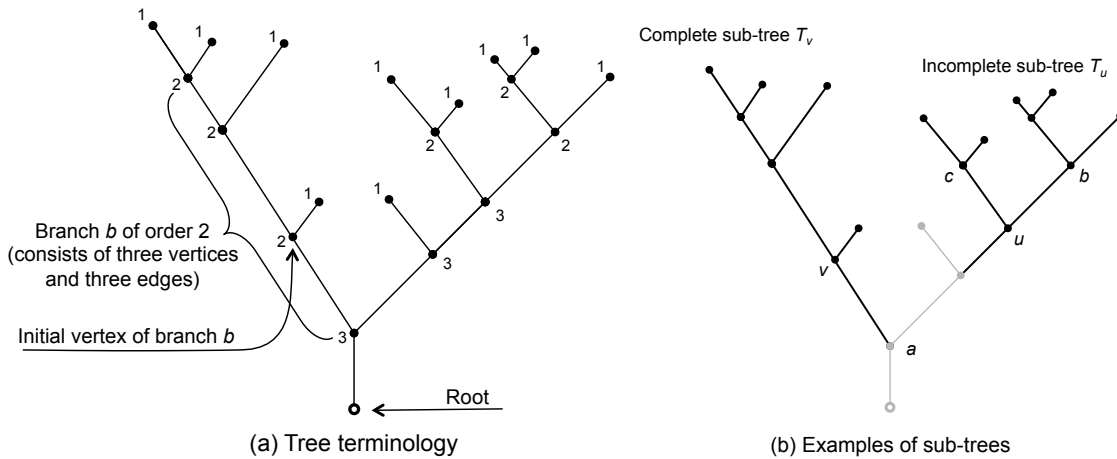 1
1
1
2
2
1
2
3
1
1
2
1
3
3
1
1
2
1
2
Branch b of order 2
(consists of three vertices
and three edges)
Initial vertex of branch b
Root
(a) Tree terminology
Complete sub-tree Tv
Incomplete sub-tree Tu
c
b
u
v
a
(b) Examples of sub-trees